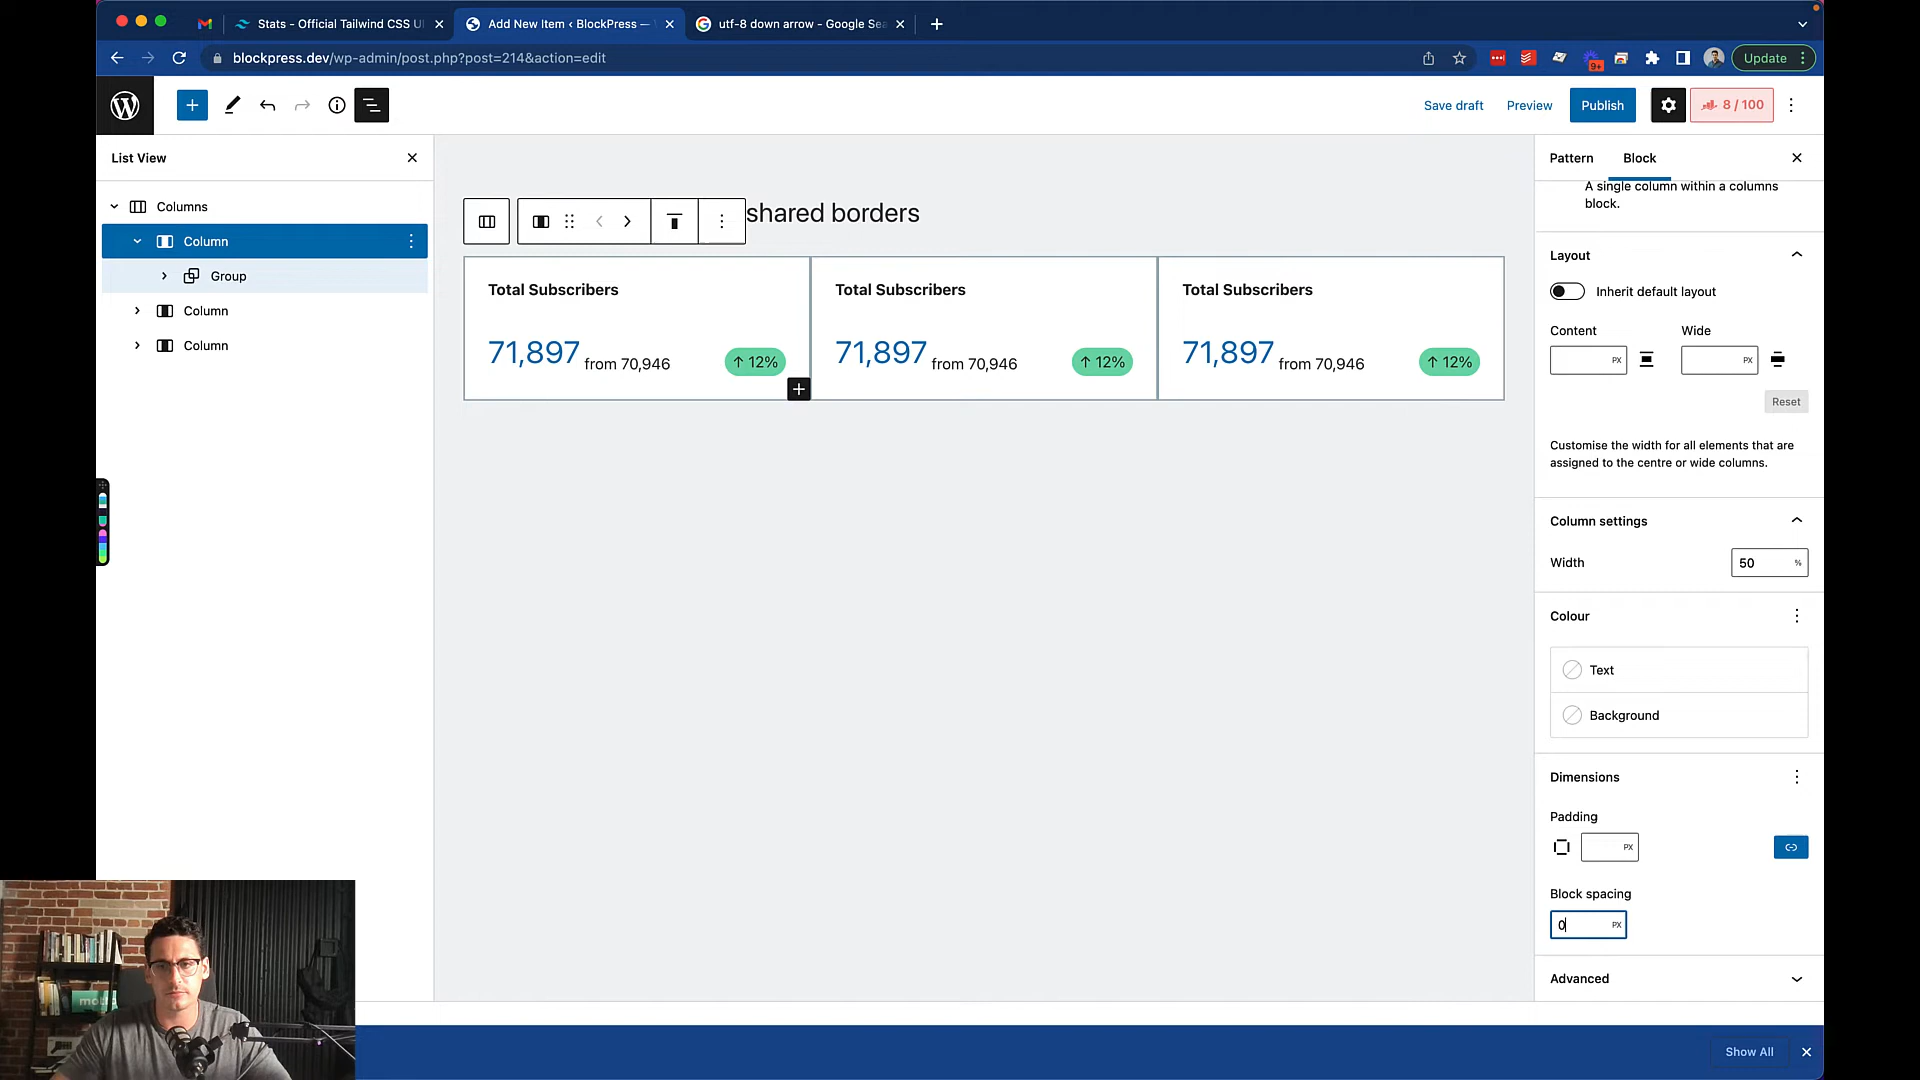 Stats - Official Tailwind CSS U
Add New Item ‹ BlockPress —
utf-8 down arrow - Google Sea
blockpress.dev/wp-admin/post.php?post=214&action=edit
9+
Update
Save draft
Preview
Publish
8 / 100
List View
Columns
Column
Group
Column
Column
shared borders
Total Subscribers
71,897 from 70,946
↑ 12%
Total Subscribers
71,897 from 70,946
↑ 12%
Total Subscribers
71,897 from 70,946
↑ 12%
Pattern
Block
A single column within a columns
block.
Layout
Inherit default layout
Content
Wide
PX
PX
Reset
Customise the width for all elements that are
assigned to the centre or wide columns.
Column settings
Width
50 %
Colour
Text
Background
Dimensions
Padding
PX
Block spacing
0 PX
Advanced
Show All